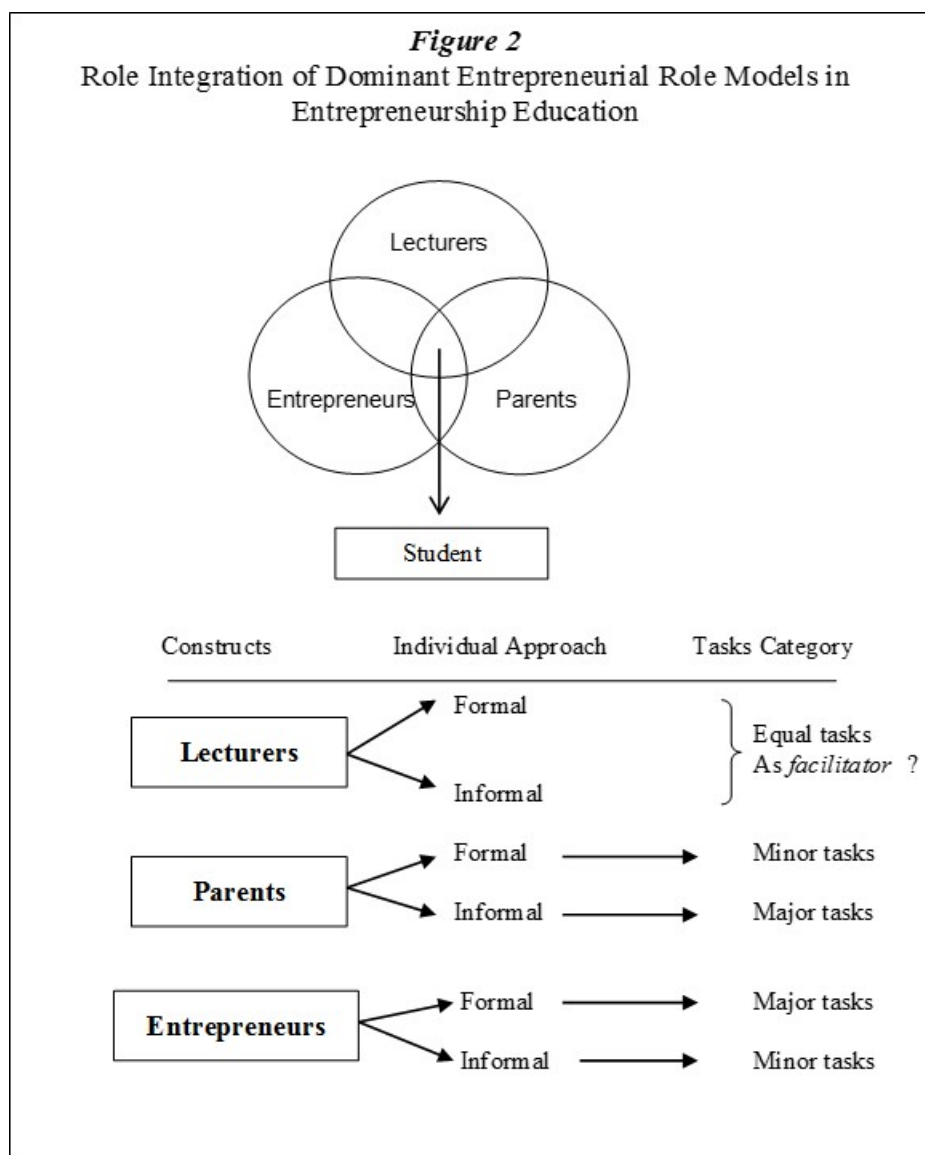 Figure 2
Role Integration of Dominant Entrepreneurial Role Models in
Entrepreneurship Education
Lecturers
Entrepreneurs
Parents
Student
Constructs Individual Approach Tasks Category
Lecturers
Formal
Informal
Equal tasks
As facilitator ?
Parents
Formal Minor tasks
Informal Major tasks
Entrepreneurs
Formal Major tasks
Informal Minor tasks